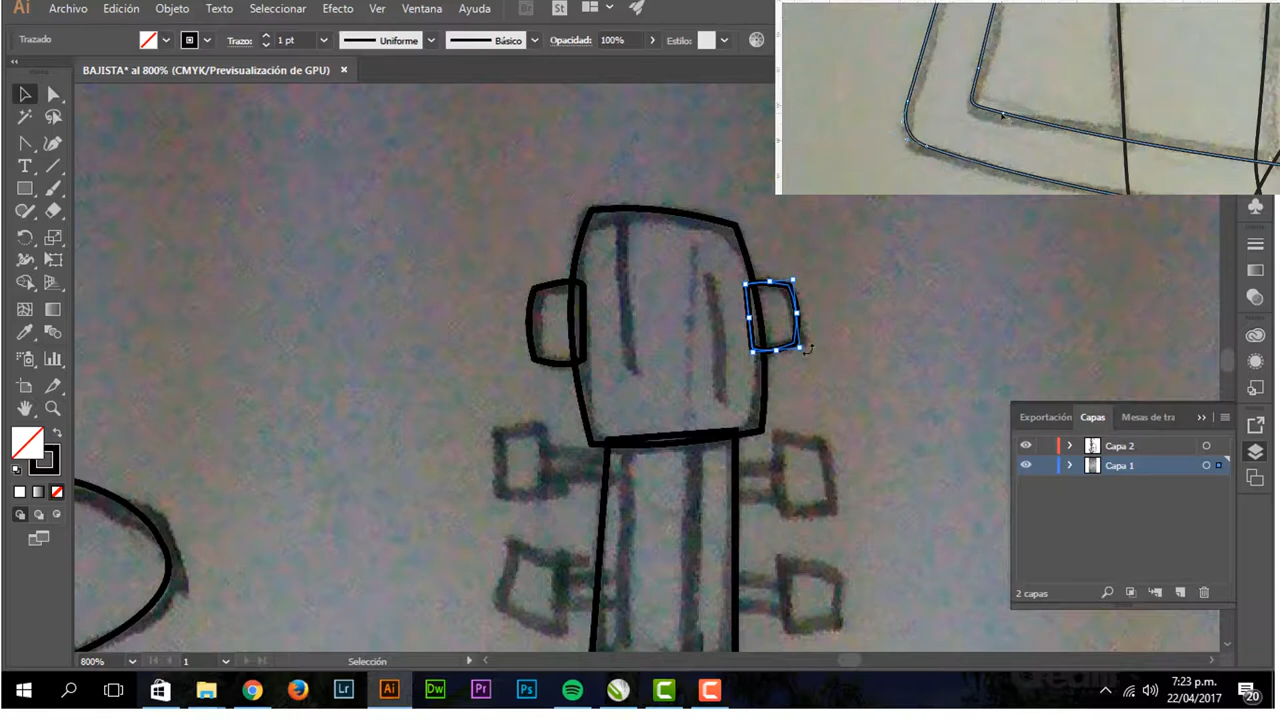 Ai Archivo Edición Objeto Texto Seleccionar Efecto Ver Ventana Ayuda Br St
Trazado Trazo: 1 pt Uniforme Básico Opacidad: 100% Estilo:
BAJISTA* al 800% (CMYK/Previsualización de GPU)
Exportación Capas Mesas de tra
Capa 2
Capa 1
2 capas
800% 1 Selección
Lr Ai Dw Pr Ps
7:23 p.m.
22/04/2017
20